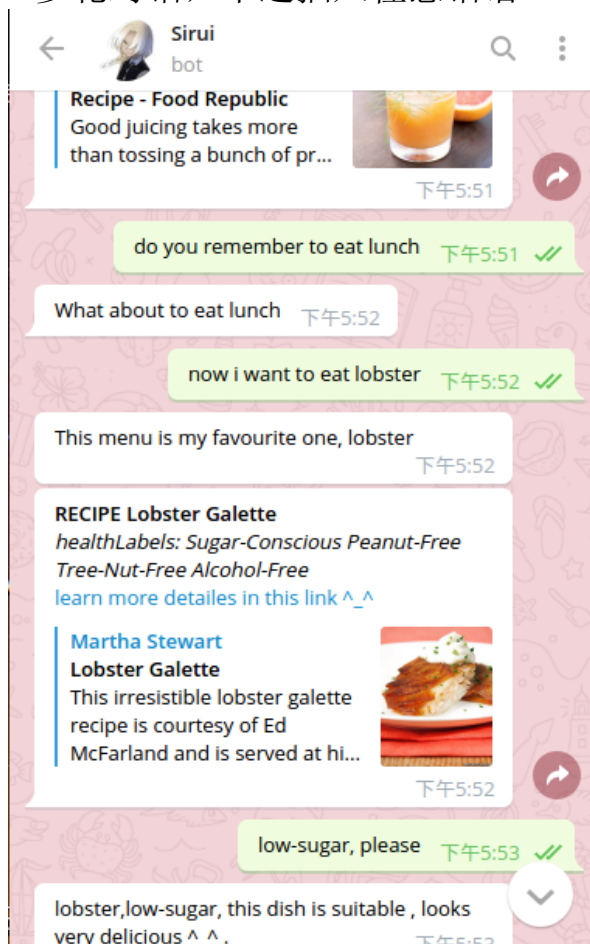 Sirui
bot
Recipe - Food Republic
Good juicing takes more
than tossing a bunch of pr...
下午5:51
do you remember to eat lunch 下午5:51
What about to eat lunch 下午5:52
now i want to eat lobster 下午5:52
This menu is my favourite one, lobster
下午5:52
RECIPE Lobster Galette
healthLabels: Sugar-Conscious Peanut-Free
Tree-Nut-Free Alcohol-Free
learn more detailes in this link ^_^
Martha Stewart
Lobster Galette
This irresistible lobster galette
recipe is courtesy of Ed
McFarland and is served at hi...
下午5:52
low-sugar, please 下午5:53
lobster,low-sugar, this dish is suitable , looks
very delicious ^_^ . 下午5:53